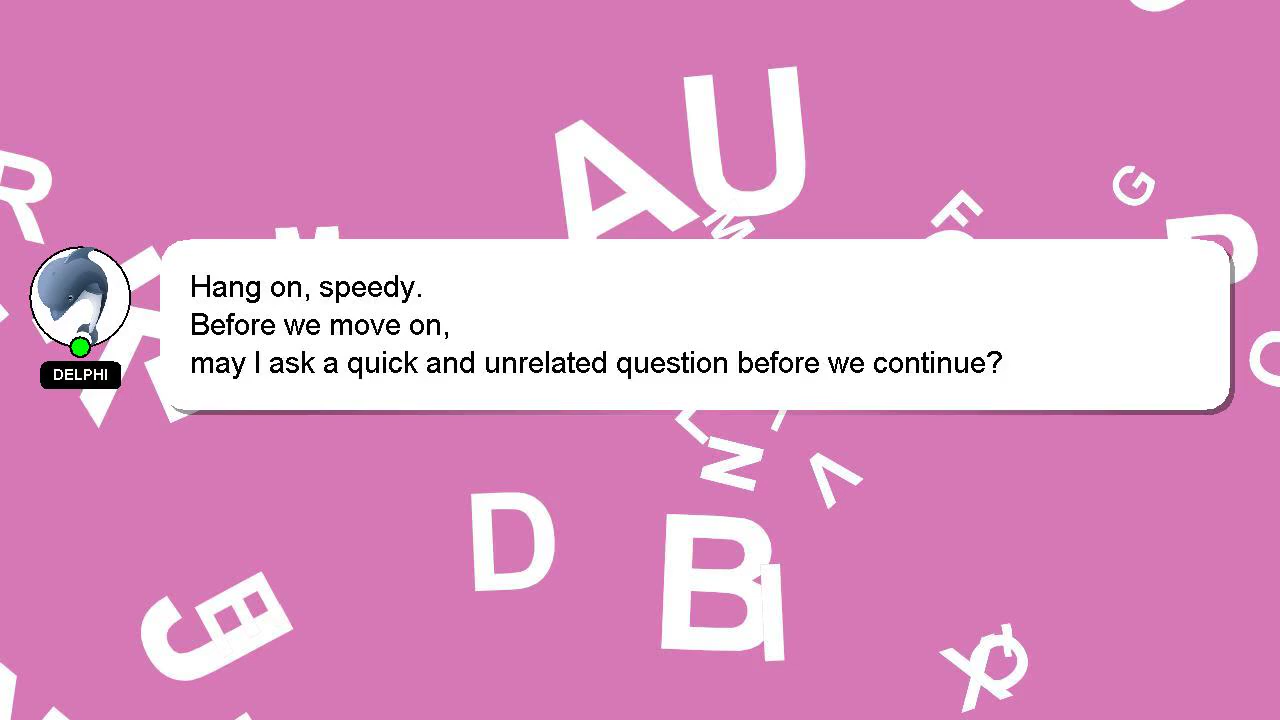 Hang on, speedy.
Before we move on,
may I ask a quick and unrelated question before we continue?
DELPHI
A U
R
M
F
G
D
M
L
N
V
D
B
I
C
E
X
Q